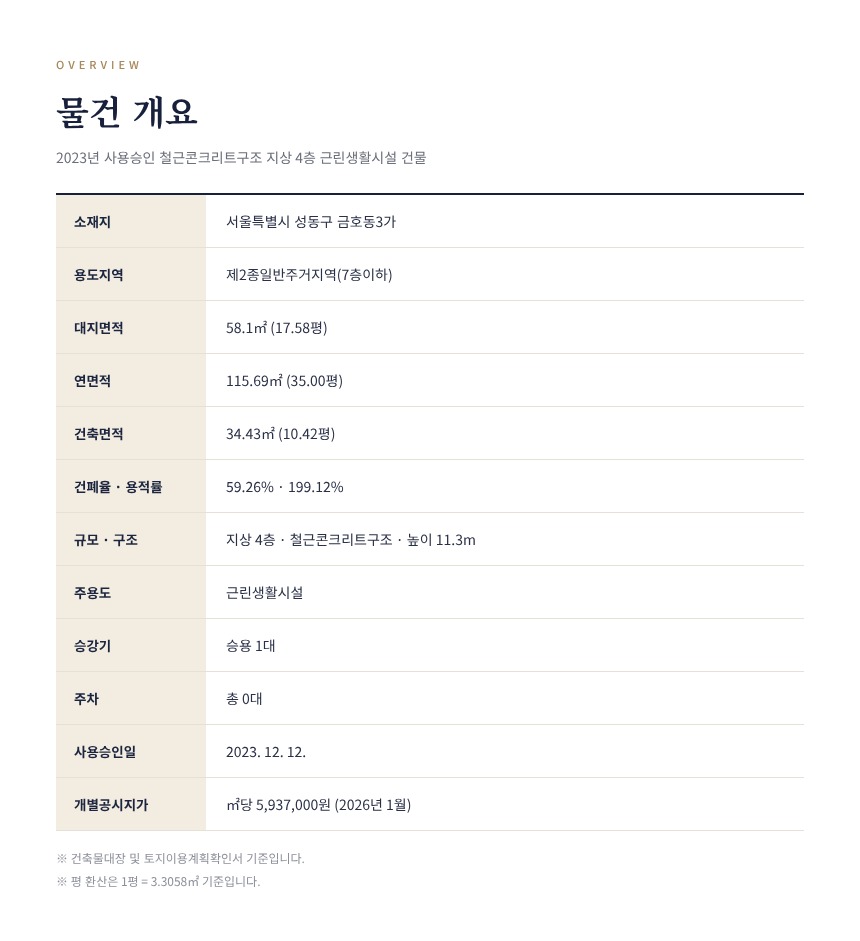 OVERVIEW
물건 개요
2023년 사용승인 철근콘크리트구조 지상 4층 근린생활시설 건물
소재지 서울특별시 성동구 금호동3가
용도지역 제2종일반주거지역(7층이하)
대지면적 58.1㎡ (17.58평)
연면적 115.69㎡ (35.00평)
건축면적 34.43㎡ (10.42평)
건폐율 · 용적률 59.26% · 199.12%
규모 · 구조 지상 4층 · 철근콘크리트구조 · 높이 11.3m
주용도 근린생활시설
승강기 승용 1대
주차 총 0대
사용승인일 2023. 12. 12.
개별공시지가 ㎡당 5,937,000원 (2026년 1월)
※ 건축물대장 및 토지이용계획확인서 기준입니다.
※ 평 환산은 1평 = 3.3058㎡ 기준입니다.